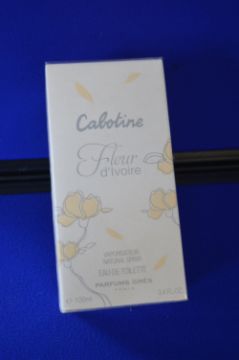 Cabotine
Fleur
d'Ivoire
VAPORISATEUR
NATURAL SPRAY
EAU DE TOILETTE
PARFUMS GRÈS
PARIS
100ml
3.4 FL.OZ